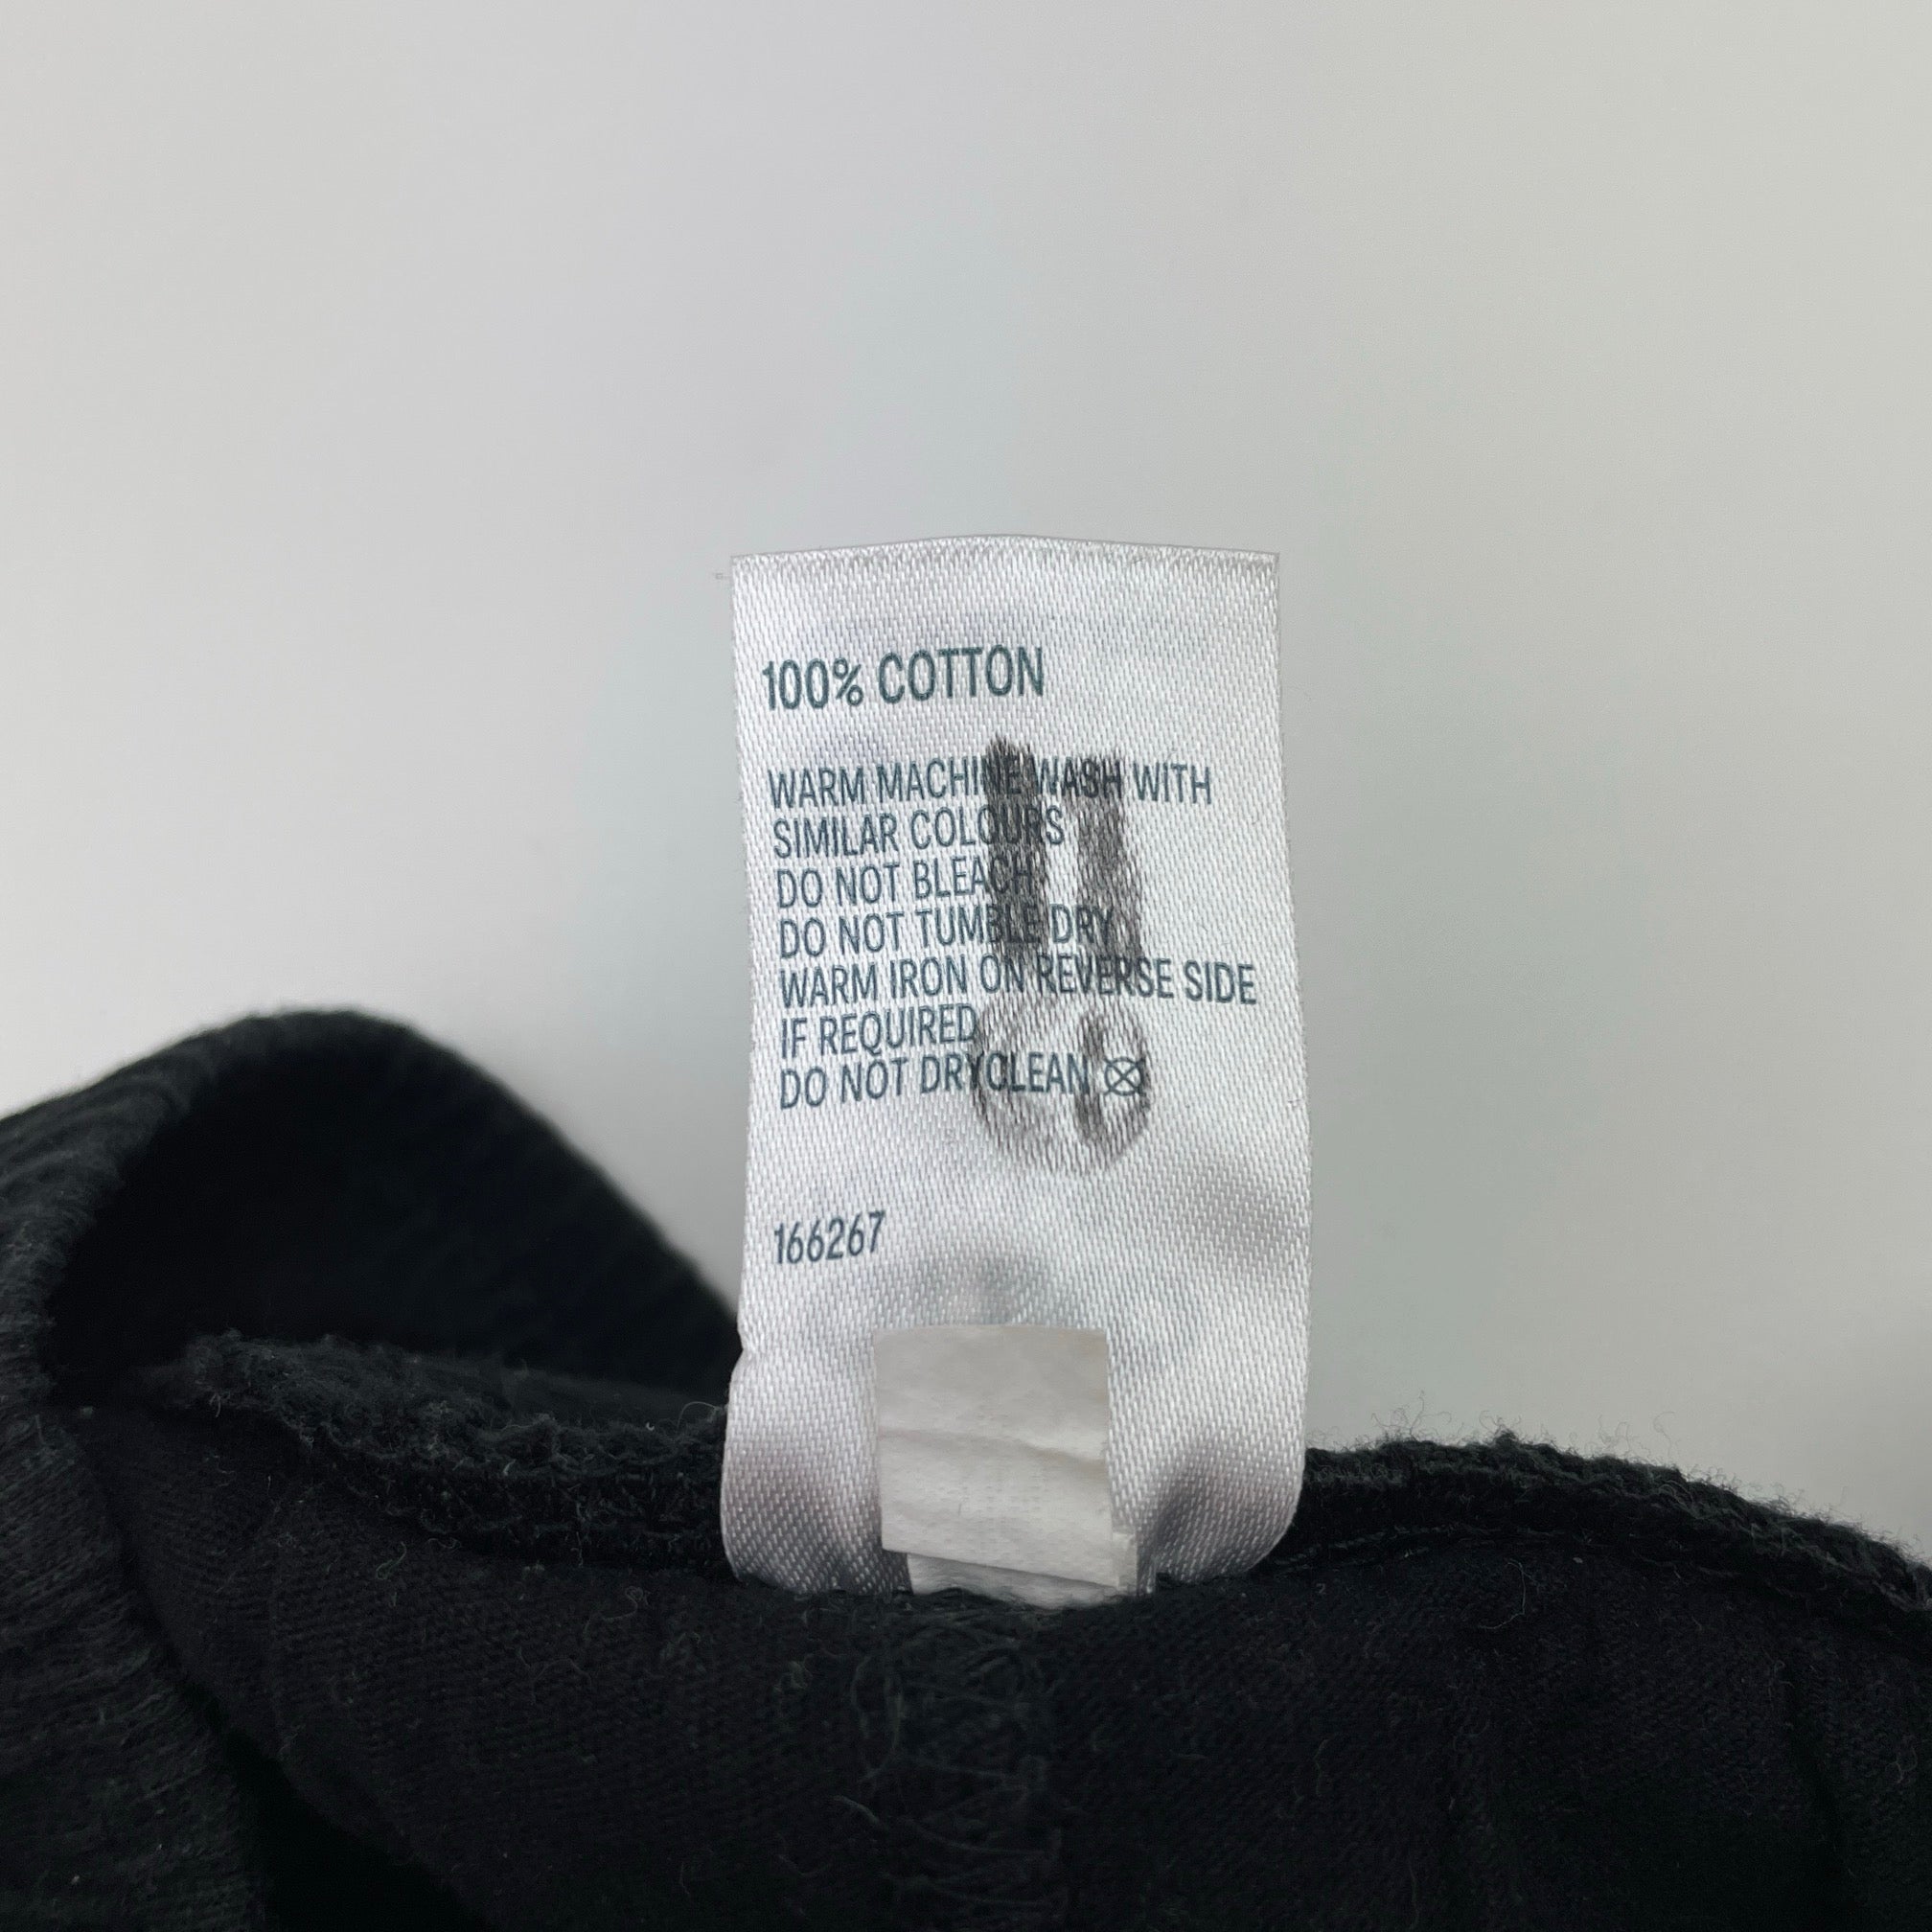 100% COTTON
WARM MACHINE WASH WITH
SIMILAR COLOURS
DO NOT BLEACH
DO NOT TUMBLE DRY
WARM IRON ON REVERSE SIDE
IF REQUIRED
DO NOT DRYCLEAN
166267